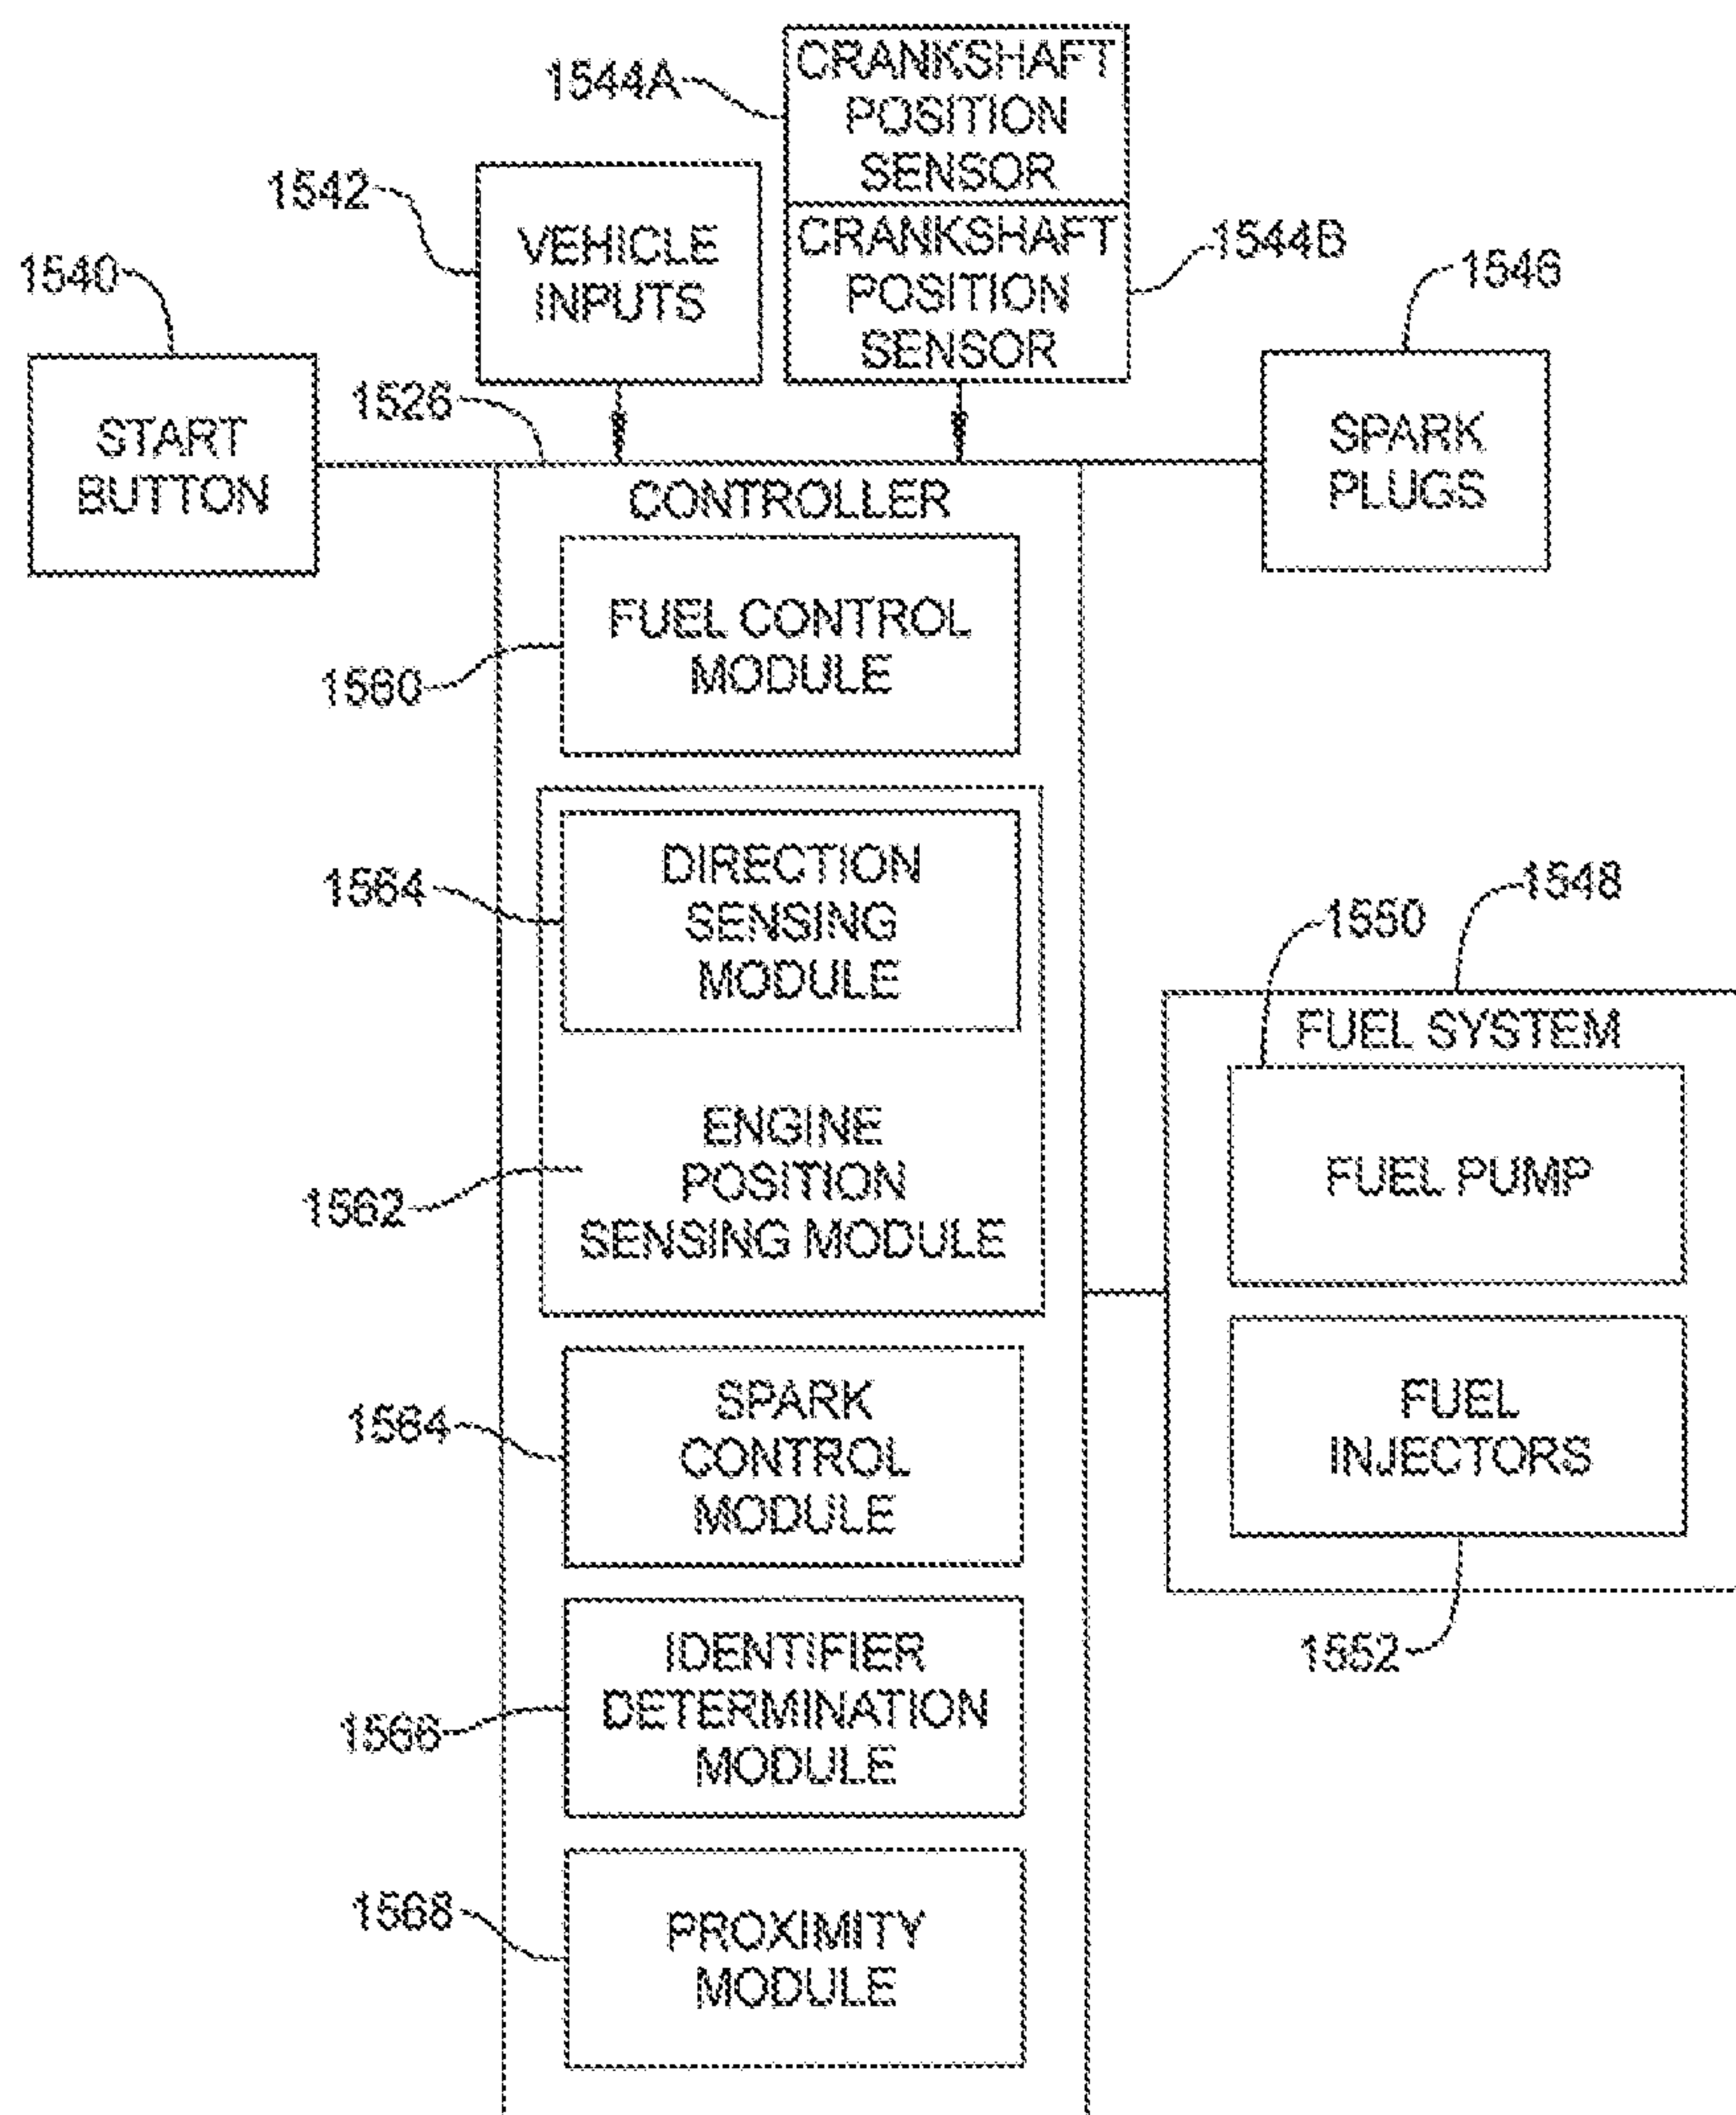 1544A
CRANKSHAFT
POSITION
SENSOR
1542
VEHICLE
INPUTS
CRANKSHAFT
POSITION
SENSOR
1544B
1540
START
BUTTON
1526
1546
SPARK
PLUGS
CONTROLLER
FUEL CONTROL
MODULE
1560
1564
DIRECTION
SENSING
MODULE
ENGINE
POSITION
SENSING MODULE
1562
1548
1550
FUEL SYSTEM
FUEL PUMP
FUEL
INJECTORS
1552
1564
SPARK
CONTROL
MODULE
1566
IDENTIFIER
DETERMINATION
MODULE
1568
PROXIMITY
MODULE